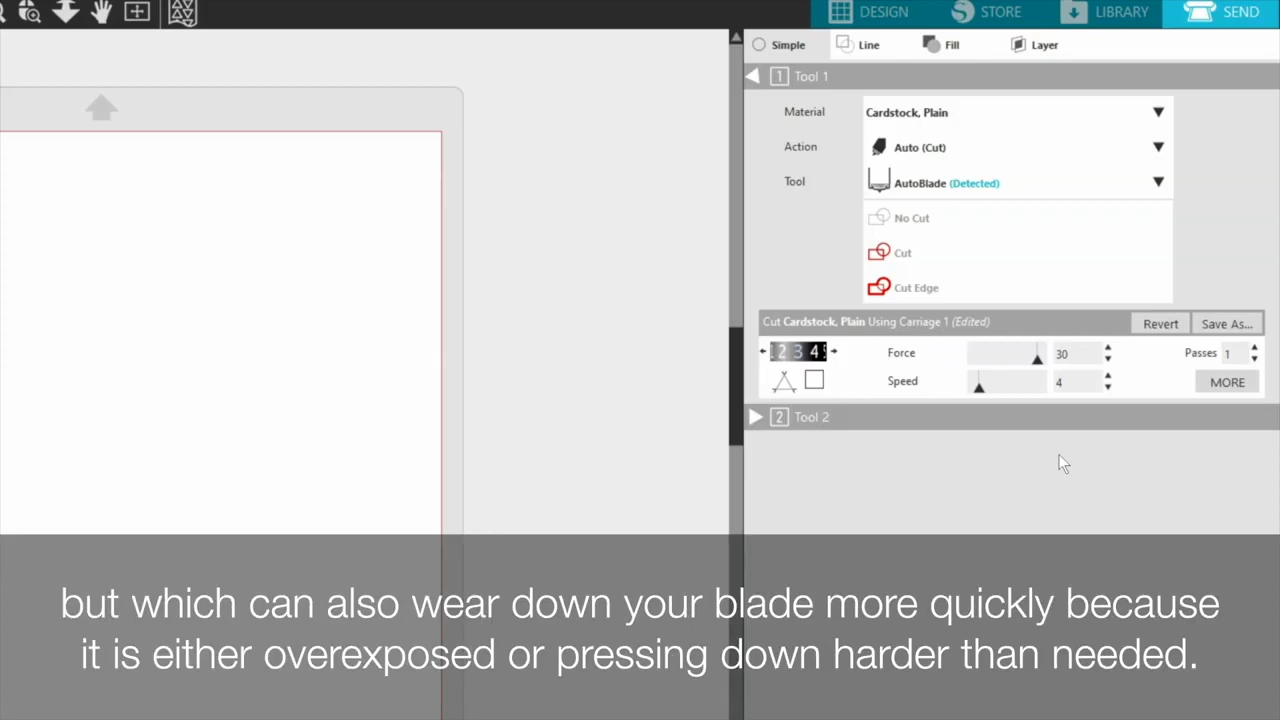 DESIGN STORE LIBRARY SEND
Simple Line Fill Layer
1 Tool 1
Material Cardstock, Plain
Action Auto (Cut)
Tool AutoBlade (Detected)
No Cut
Cut
Cut Edge
Cut Cardstock, Plain Using Carriage 1 (Edited) Revert Save As...
2 3 4 Force 30 Passes 1
Speed 4 MORE
2 Tool 2
but which can also wear down your blade more quickly because
it is either overexposed or pressing down harder than needed.